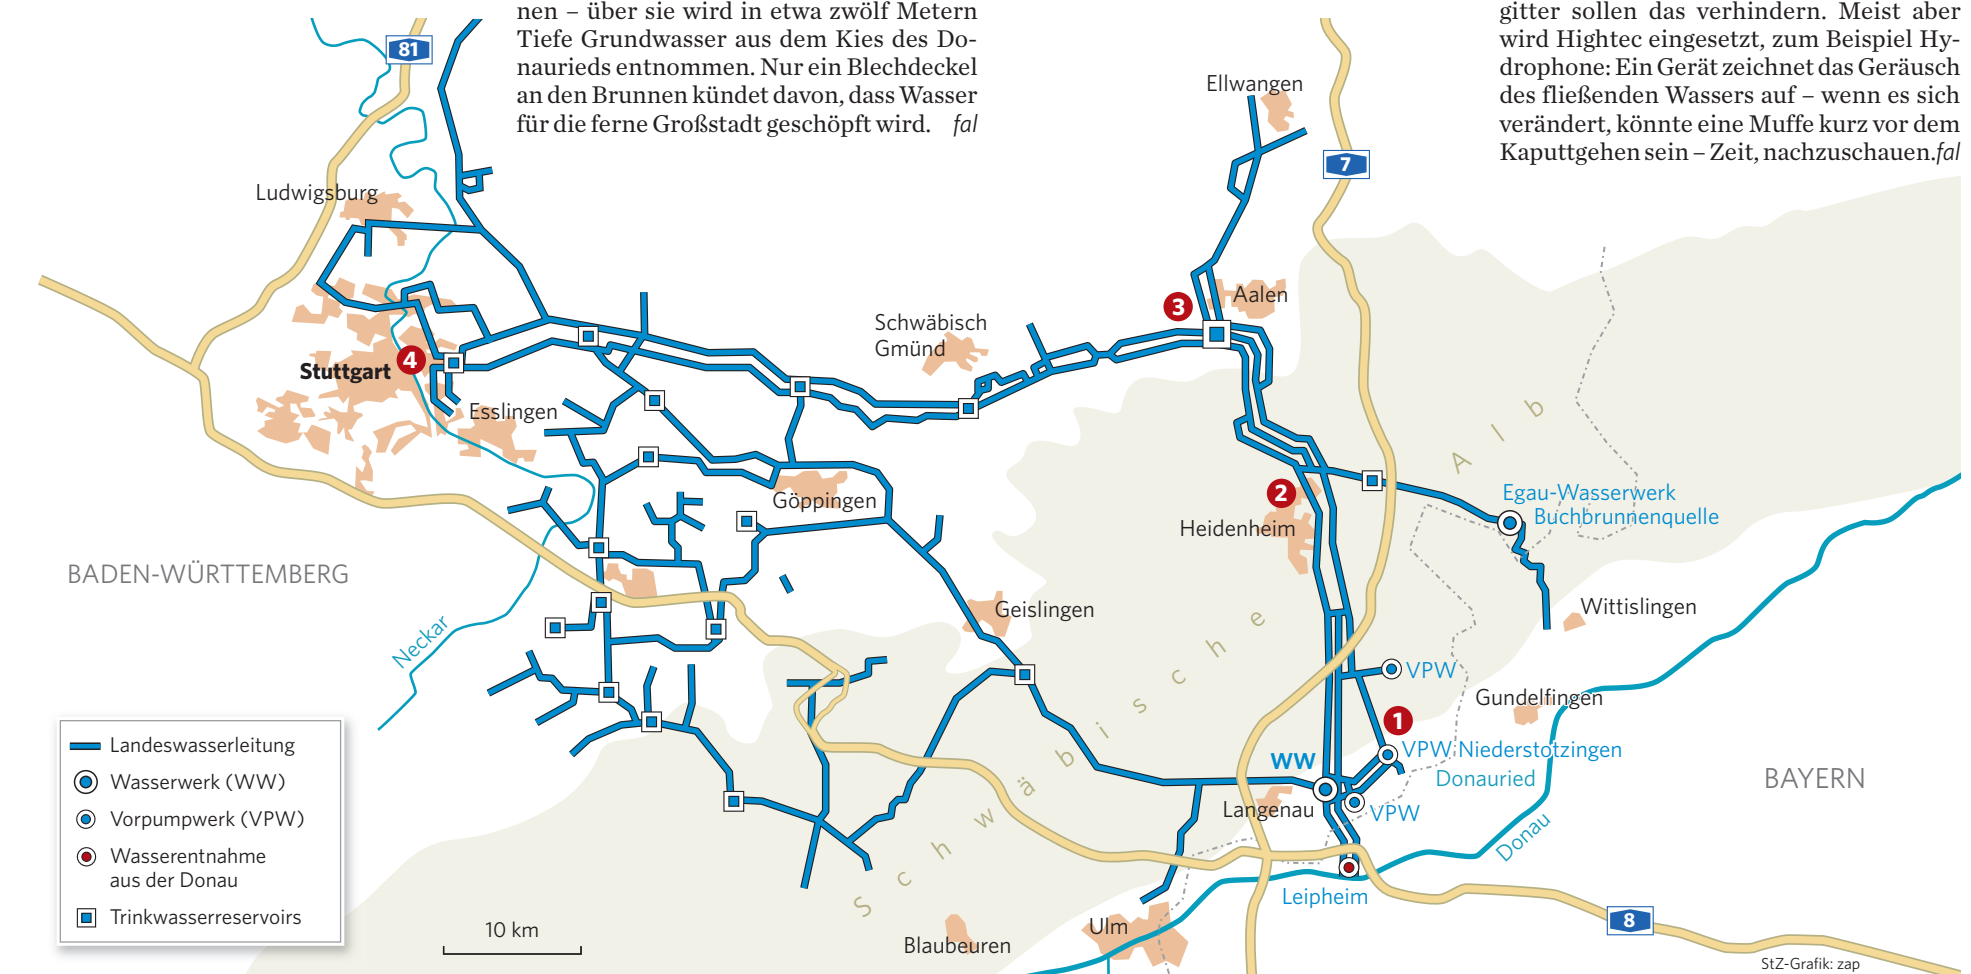 nen – über sie wird in etwa zwölf Metern
Tiefe Grundwasser aus dem Kies des Do-
naurieds entnommen. Nur ein Blechdeckel
an den Brunnen kündet davon, dass Wasser
für die ferne Großstadt geschöpft wird. fal
gitter sollen das verhindern. Meist aber
wird Hightec eingesetzt, zum Beispiel Hy-
drophone: Ein Gerät zeichnet das Geräusch
des fließenden Wassers auf – wenn es sich
verändert, könnte eine Muffe kurz vor dem
Kaputtgehen sein – Zeit, nachzuschauen. fal
81
Ellwangen
7
Ludwigsburg
3
Aalen
Schwäbisch
Gmünd
4
Stuttgart
Esslingen
Göppingen
2
Heidenheim
Egau-Wasserwerk
Buchbrunnenquelle
BADEN-WÜRTTEMBERG
Neckar
Geislingen
Wittislingen
VPW
Gundelfingen
1
VPW Niederstotzingen
Donauried
WW
Langenau
VPW
BAYERN
Donau
Leipheim
Schwäbische Alb
8
Ulm
Blaubeuren
Landeswasserleitung
Wasserwerk (WW)
Vorpumpwerk (VPW)
Wasserentnahme
aus der Donau
Trinkwasserreservoirs
10 km
StZ-Grafik: zap